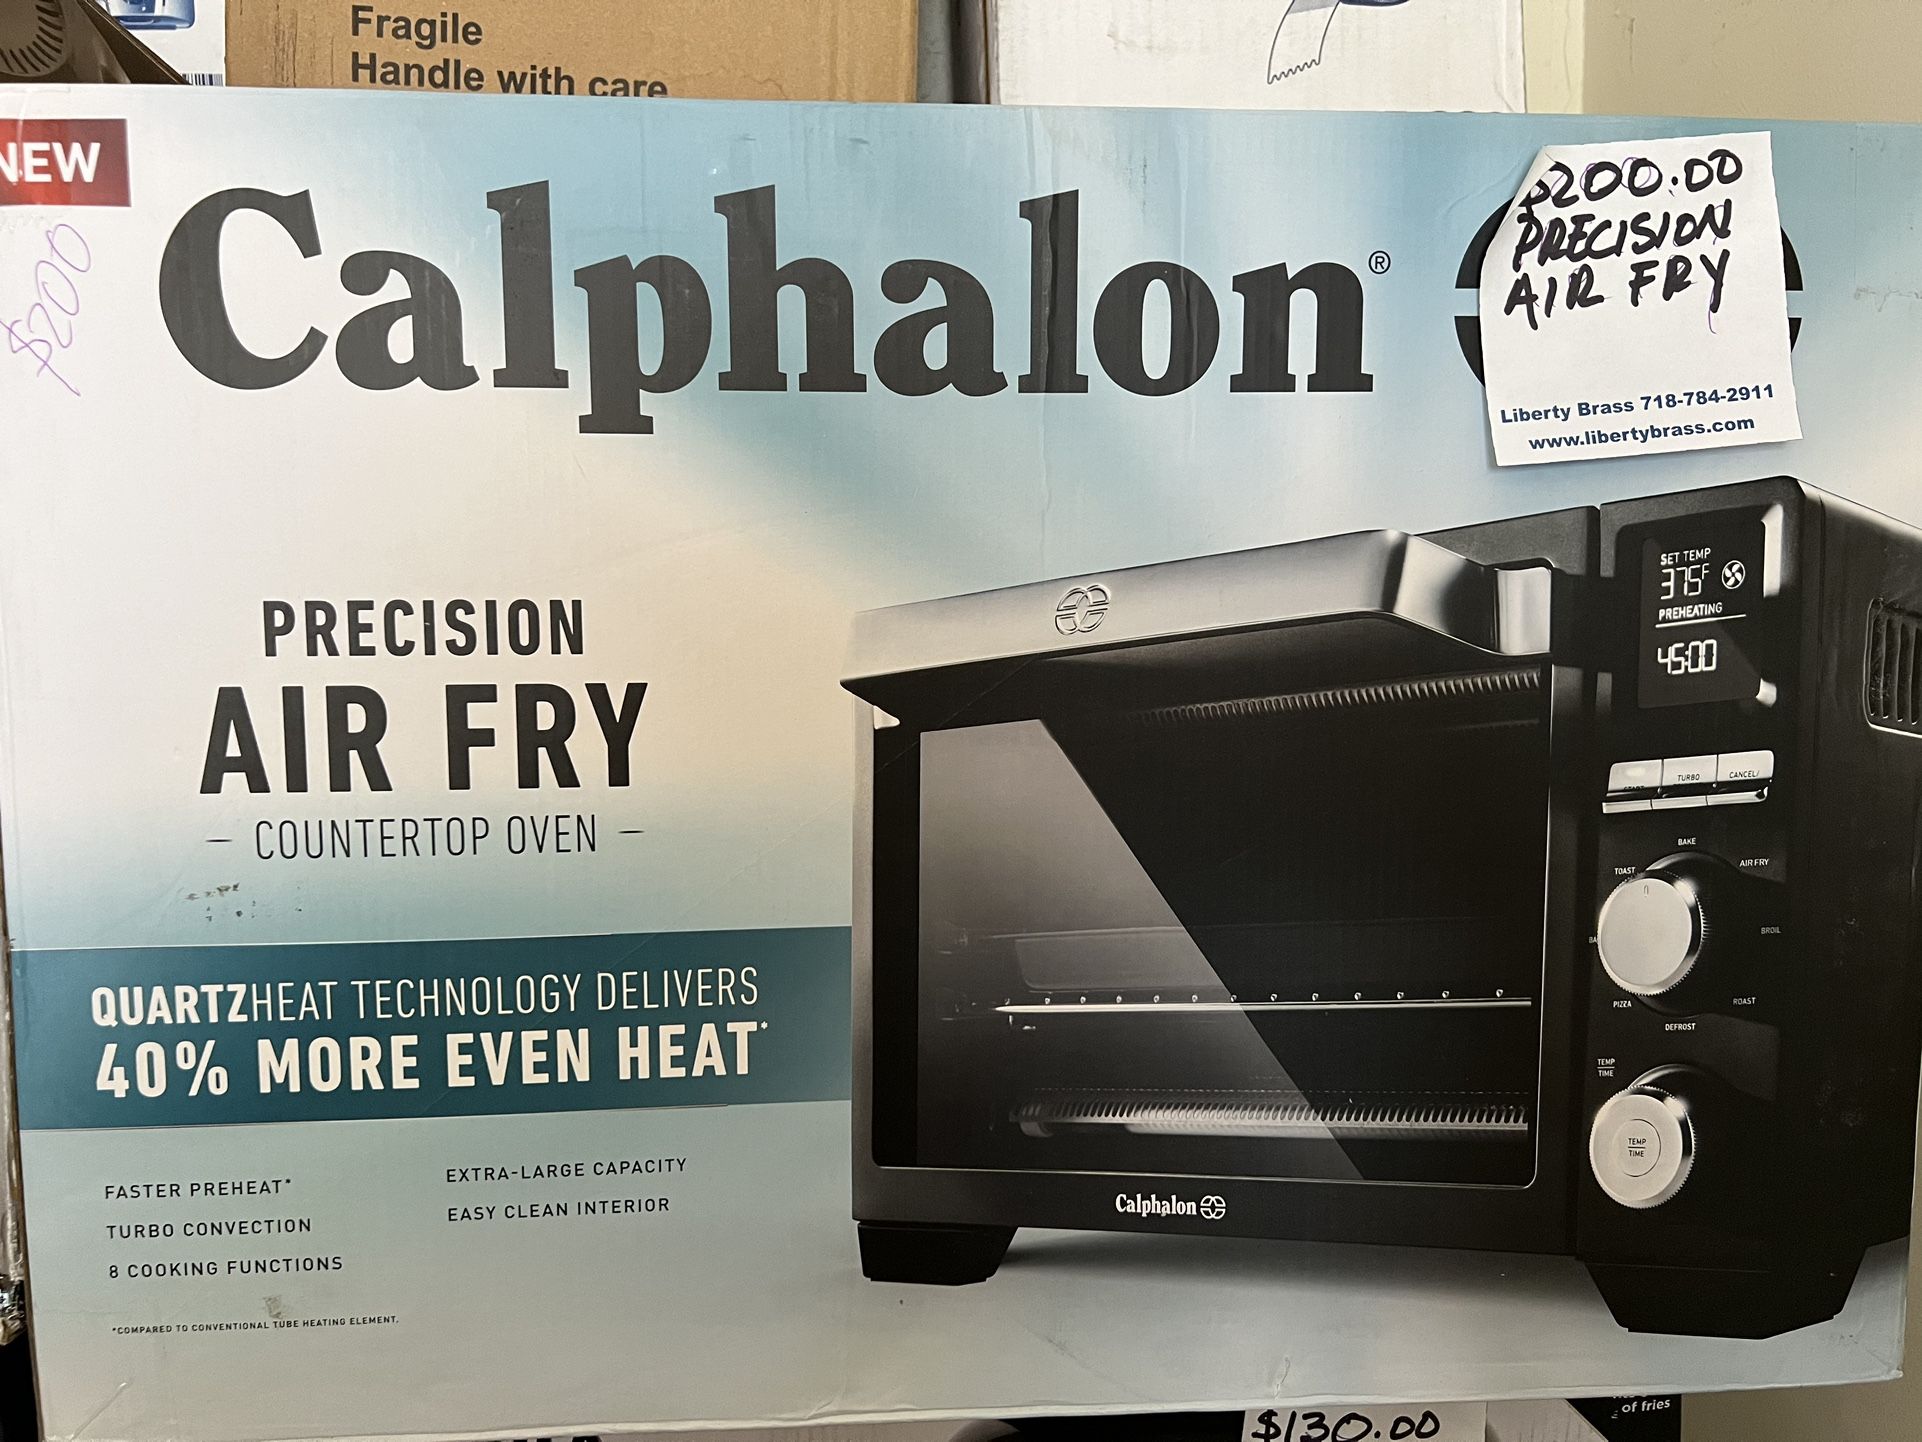 Fragile
Handle with care
NEW
$200
Calphalon®
$200.00
PRECISION
AIR FRY
Liberty Brass 718-784-2911
www.libertybrass.com
PRECISION
AIR FRY
– COUNTERTOP OVEN –
QUARTZHEAT TECHNOLOGY DELIVERS
40% MORE EVEN HEAT*
FASTER PREHEAT*
TURBO CONVECTION
8 COOKING FUNCTIONS
EXTRA-LARGE CAPACITY
EASY CLEAN INTERIOR
*COMPARED TO CONVENTIONAL TUBE HEATING ELEMENT.
SET TEMP
375F
PREHEATING
45:00
TURBO
CANCEL/
BAKE
TOAST
AIR FRY
BROIL
PIZZA
ROAST
DEFROST
TEMP
TIME
TEMP
TIME
Calphalon
of fries
$130.00